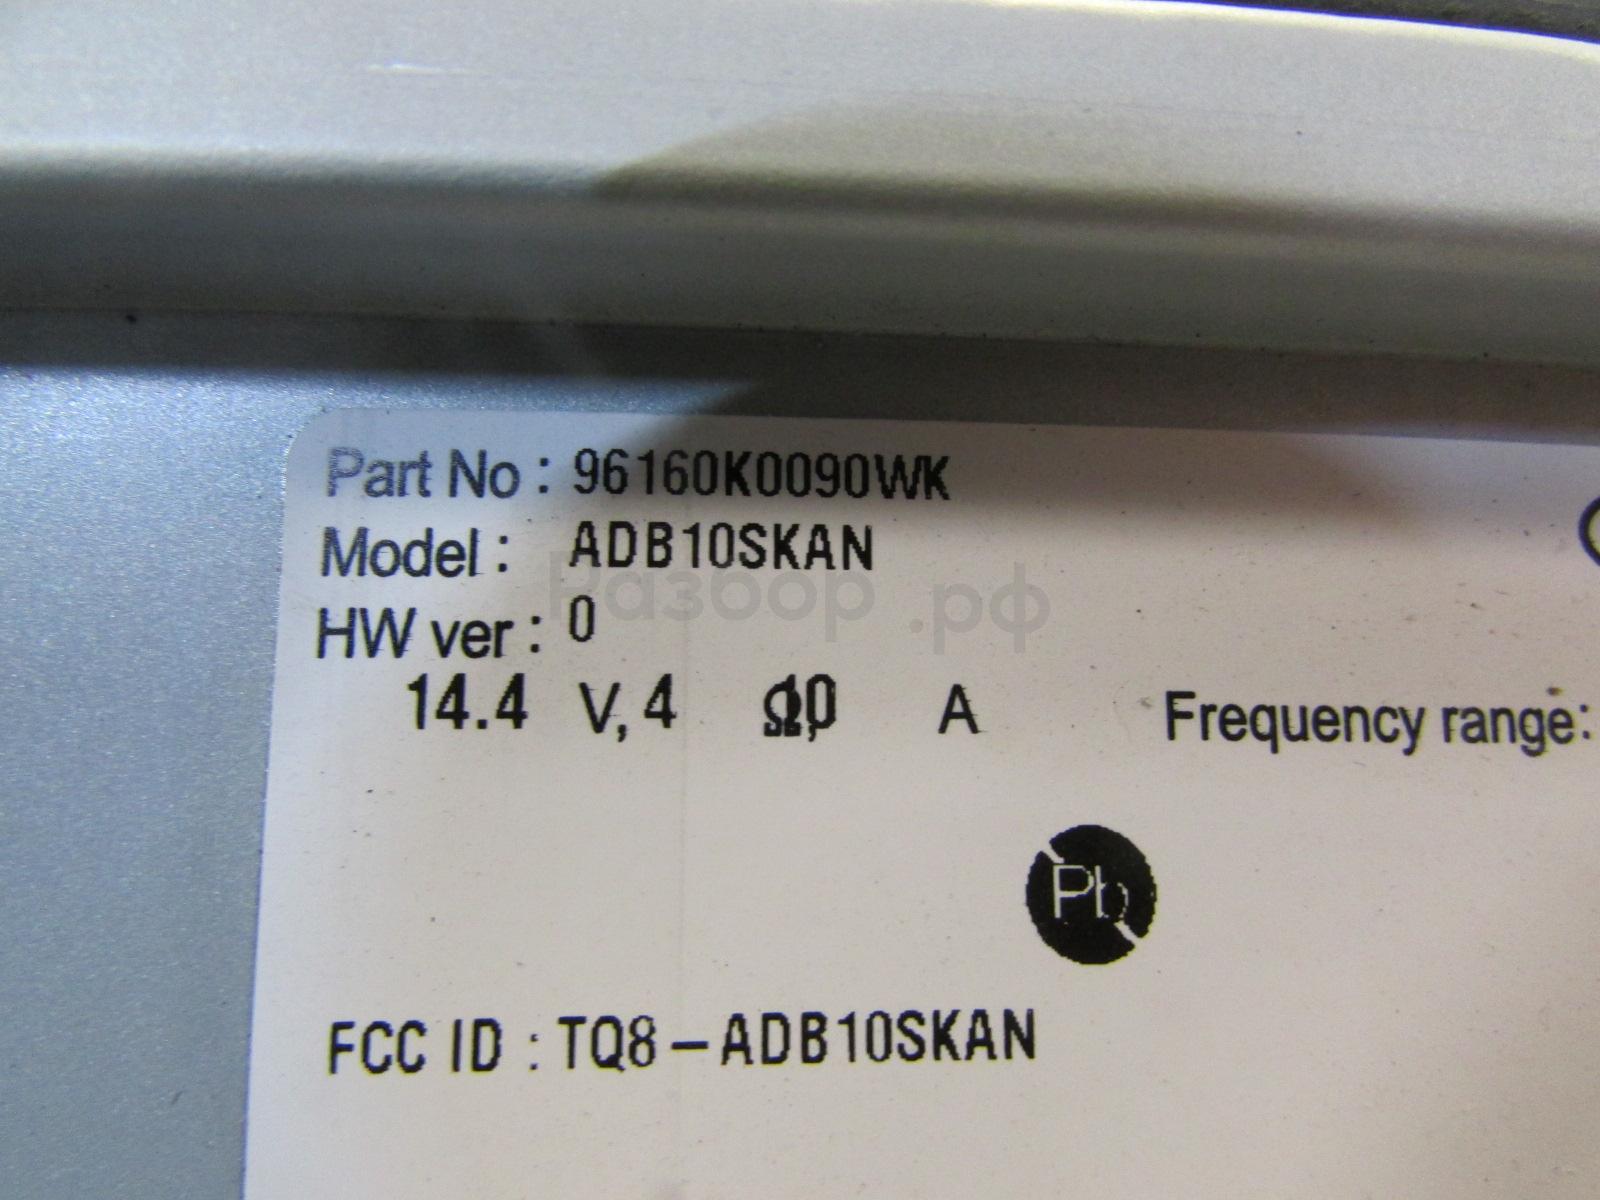 Part No : 96160K0090WK
Model : ADB10SKAN
HW ver : 0
14.4 V, 4 Ω, 10 A
Frequency range:
Pb
FCC ID : TQ8-ADB10SKAN
Разбор.рф